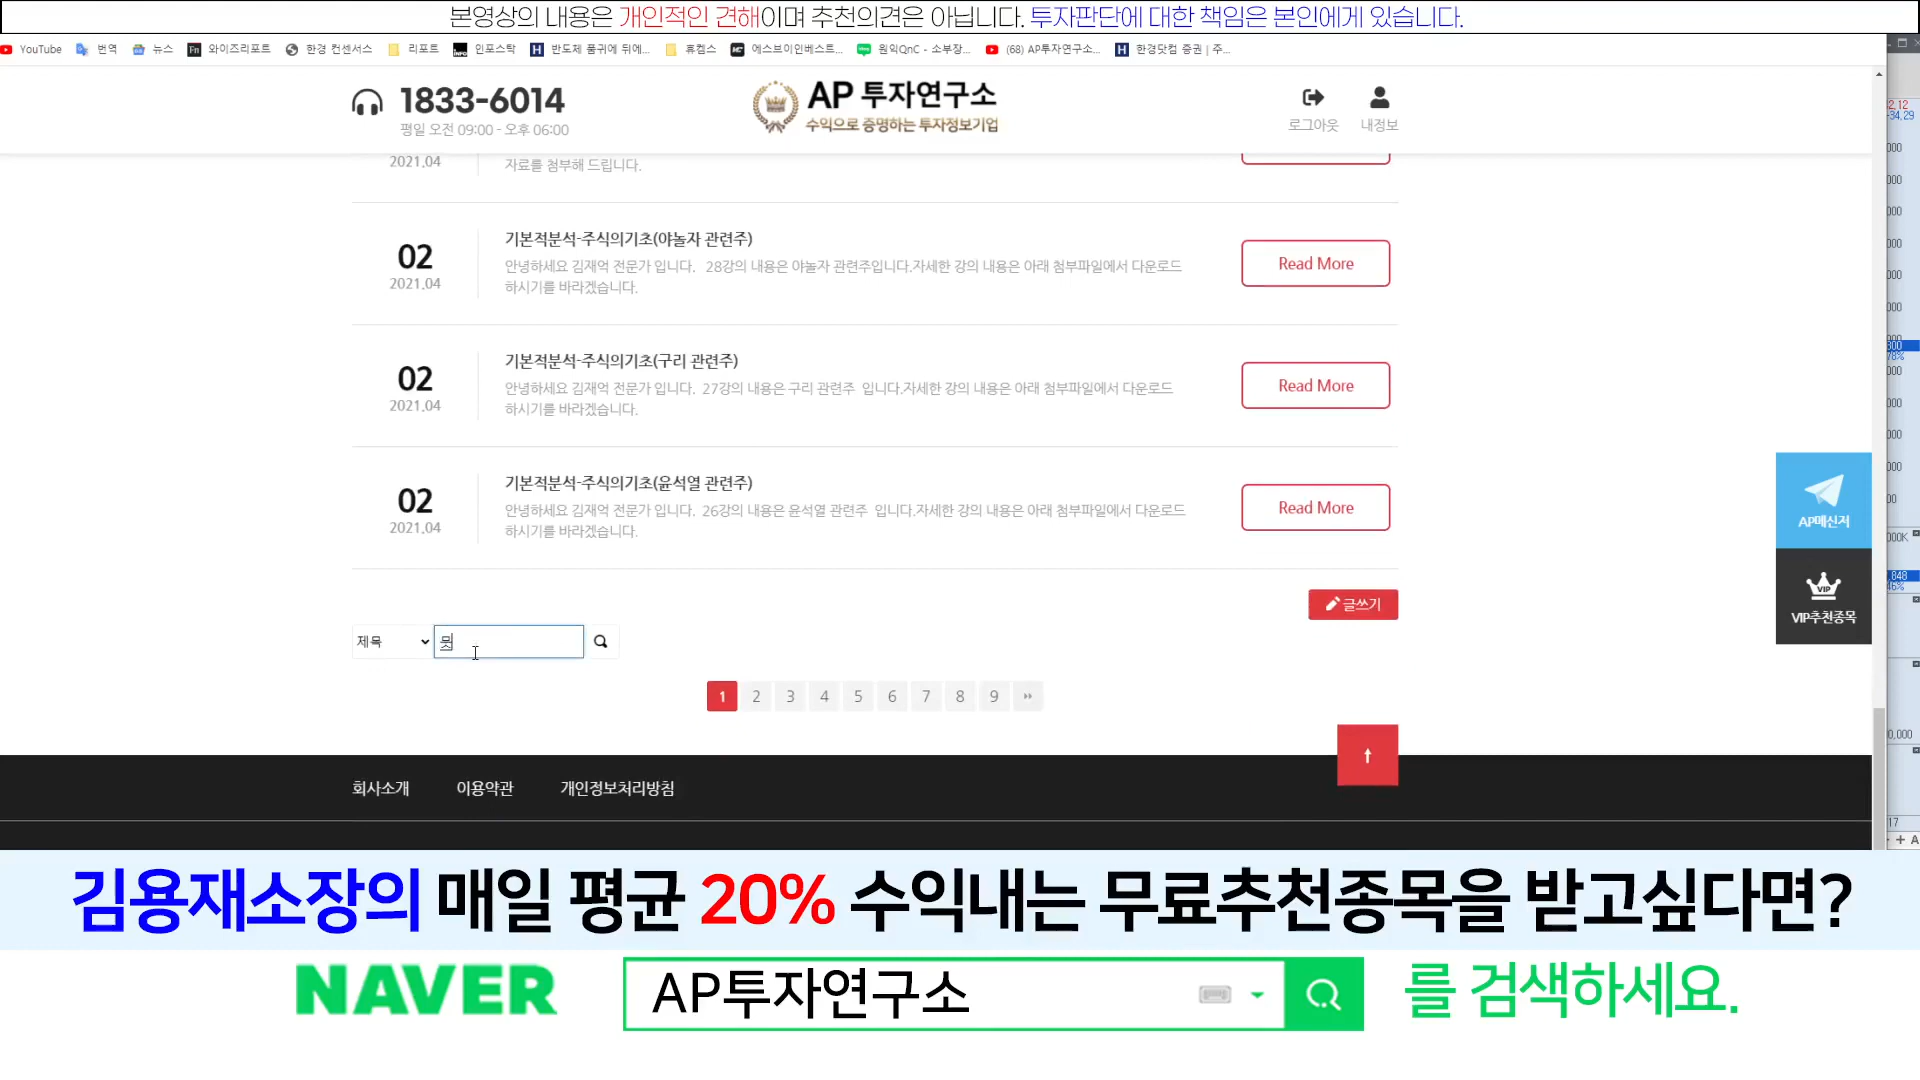 본영상의 내용은 개인적인 견해이며 추천의견은 아닙니다. 투자판단에 대한 책임은 본인에게 있습니다.
YouTube 번역 뉴스 와이즈리포트 한경 컨센서스 리포트 인포스탁 반도체 품귀에 뒤에... 휴컴스 에스브이인베스트... 원익QnC - 소부장... (68) AP투자연구소... 한경닷컴 증권 | 주...
1833-6014
평일 오전 09:00 - 오후 06:00
AP 투자연구소
수익으로 증명하는 투자정보기업
로그아웃 내정보
2021.04
자료를 첨부해 드립니다.
02
2021.04
기본적분석-주식의기초(야놀자 관련주)
안녕하세요 김재억 전문가 입니다. 28강의 내용은 야놀자 관련주입니다.자세한 강의 내용은 아래 첨부파일에서 다운로드
하시기를 바라겠습니다.
Read More
02
2021.04
기본적분석-주식의기초(구리 관련주)
안녕하세요 김재억 전문가 입니다. 27강의 내용은 구리 관련주 입니다.자세한 강의 내용은 아래 첨부파일에서 다운로드
하시기를 바라겠습니다.
Read More
02
2021.04
기본적분석-주식의기초(윤석열 관련주)
안녕하세요 김재억 전문가 입니다. 26강의 내용은 윤석열 관련주 입니다.자세한 강의 내용은 아래 첨부파일에서 다운로드
하시기를 바라겠습니다.
Read More
AP메신저
VIP
VIP추천종목
글쓰기
제목
1 2 3 4 5 6 7 8 9 »
회사소개 이용약관 개인정보처리방침
김용재소장의 매일 평균 20% 수익내는 무료추천종목을 받고싶다면?
NAVER AP투자연구소 를 검색하세요.